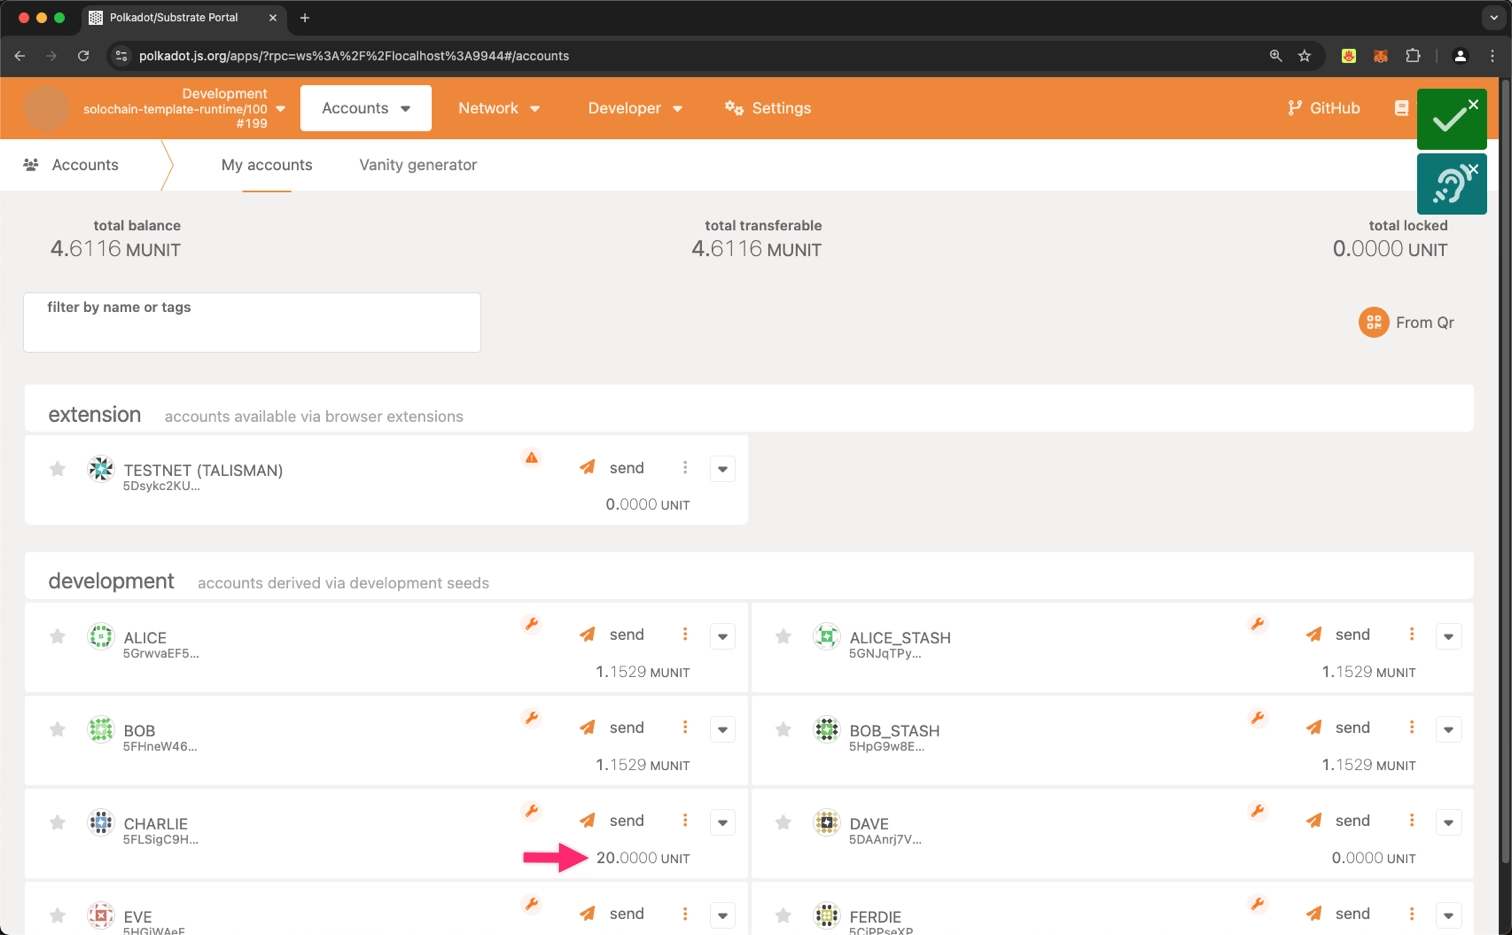 Polkadot/Substrate Portal
polkadot.js.org/apps/?rpc=ws%3A%2F%2Flocalhost%3A9944#/accounts
Development
solochain-template-runtime/100
#199
Accounts
Network
Developer
Settings
GitHub
Accounts
My accounts
Vanity generator
total balance
4.6116 MUNIT
total transferable
4.6116 MUNIT
total locked
0.0000 UNIT
filter by name or tags
From Qr
extension accounts available via browser extensions
TESTNET (TALISMAN)
5Dsykc2KU...
send
0.0000 UNIT
development accounts derived via development seeds
ALICE
5GrwvaEF5...
send
1.1529 MUNIT
ALICE_STASH
5GNJqTPy...
send
1.1529 MUNIT
BOB
5FHneW46...
send
1.1529 MUNIT
BOB_STASH
5HpG9w8E...
send
1.1529 MUNIT
CHARLIE
5FLSigC9H...
send
20.0000 UNIT
DAVE
5DAAnrj7V...
send
0.0000 UNIT
EVE
5HGjWAeF
send
FERDIE
5CiPPseXP
send